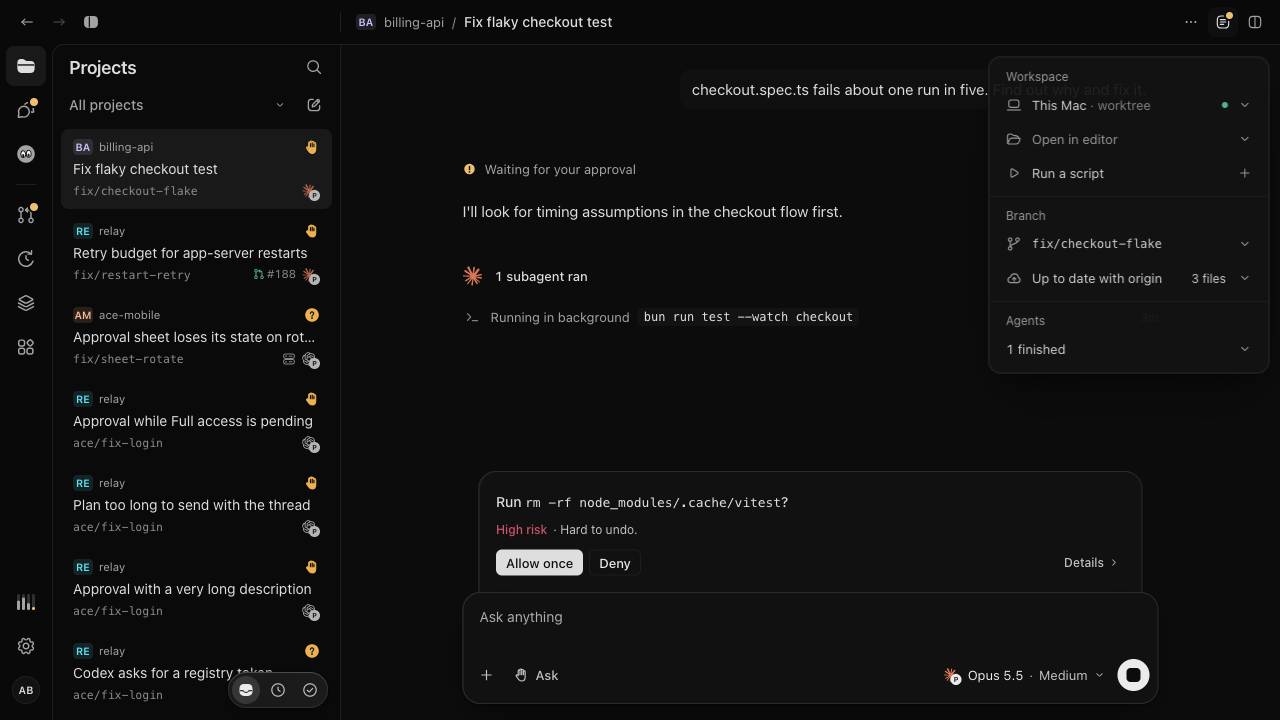 BA billing-api / Fix flaky checkout test
Projects
All projects
BA billing-api
Fix flaky checkout test
fix/checkout-flake
RE relay
Retry budget for app-server restarts
fix/restart-retry #188
AM ace-mobile
Approval sheet loses its state on rot...
fix/sheet-rotate
RE relay
Approval while Full access is pending
ace/fix-login
RE relay
Plan too long to send with the thread
ace/fix-login
RE relay
Approval with a very long description
ace/fix-login
RE relay
Codex asks for a registry token
ace/fix-login
AB
checkout.spec.ts fails about one run in five. Find out why and fix it.
Waiting for your approval
I'll look for timing assumptions in the checkout flow first.
1 subagent ran
Running in background bun run test --watch checkout
Workspace
This Mac · worktree
Open in editor
Run a script
Branch
fix/checkout-flake
Up to date with origin 3 files
Agents
1 finished
Run rm -rf node_modules/.cache/vitest?
High risk · Hard to undo.
Allow once Deny Details
Ask anything
Ask Opus 5.5 · Medium